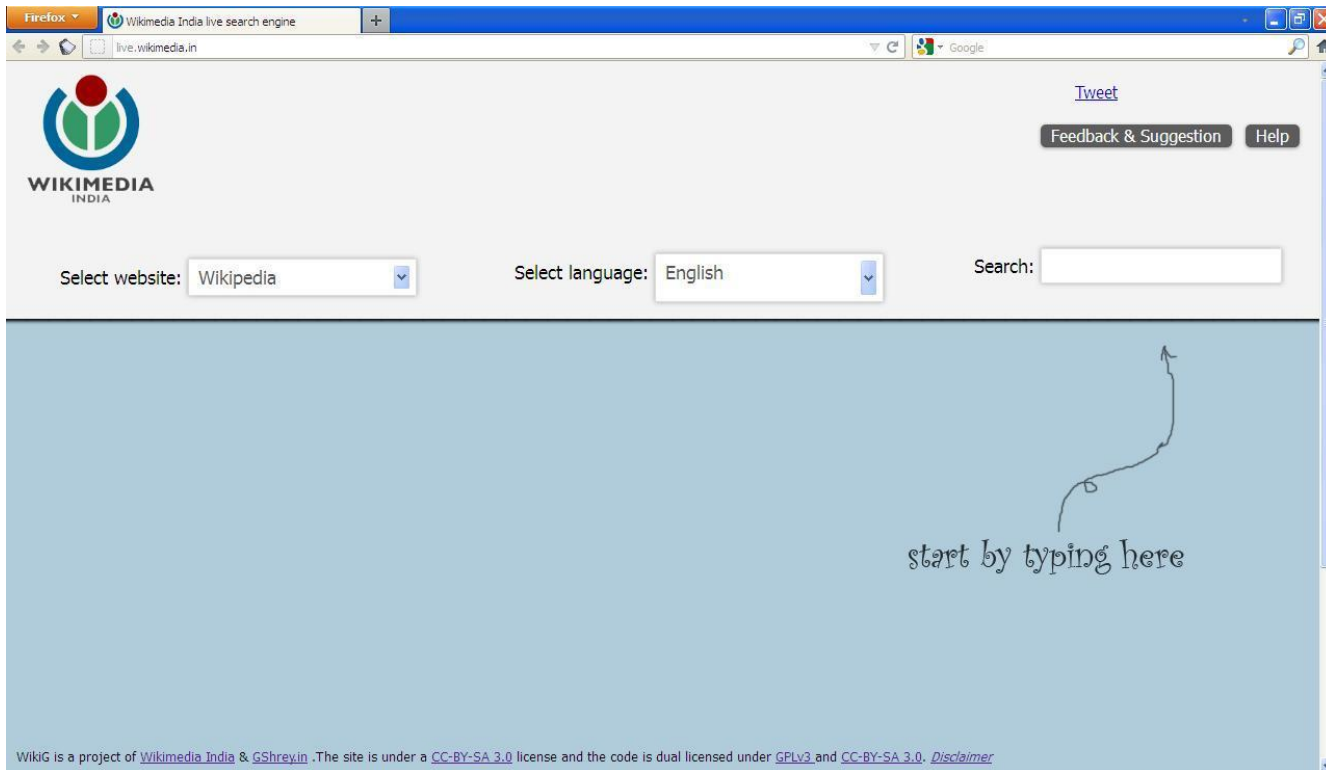 Firefox
Wikimedia India live search engine
live.wikimedia.in
Google
Tweet
Feedback & Suggestion Help
WIKIMEDIA
INDIA
Select website: Wikipedia Select language: English Search:
start by typing here
WikiG is a project of Wikimedia India & GShrey.in .The site is under a CC-BY-SA 3.0 license and the code is dual licensed under GPLv3 and CC-BY-SA 3.0. Disclaimer